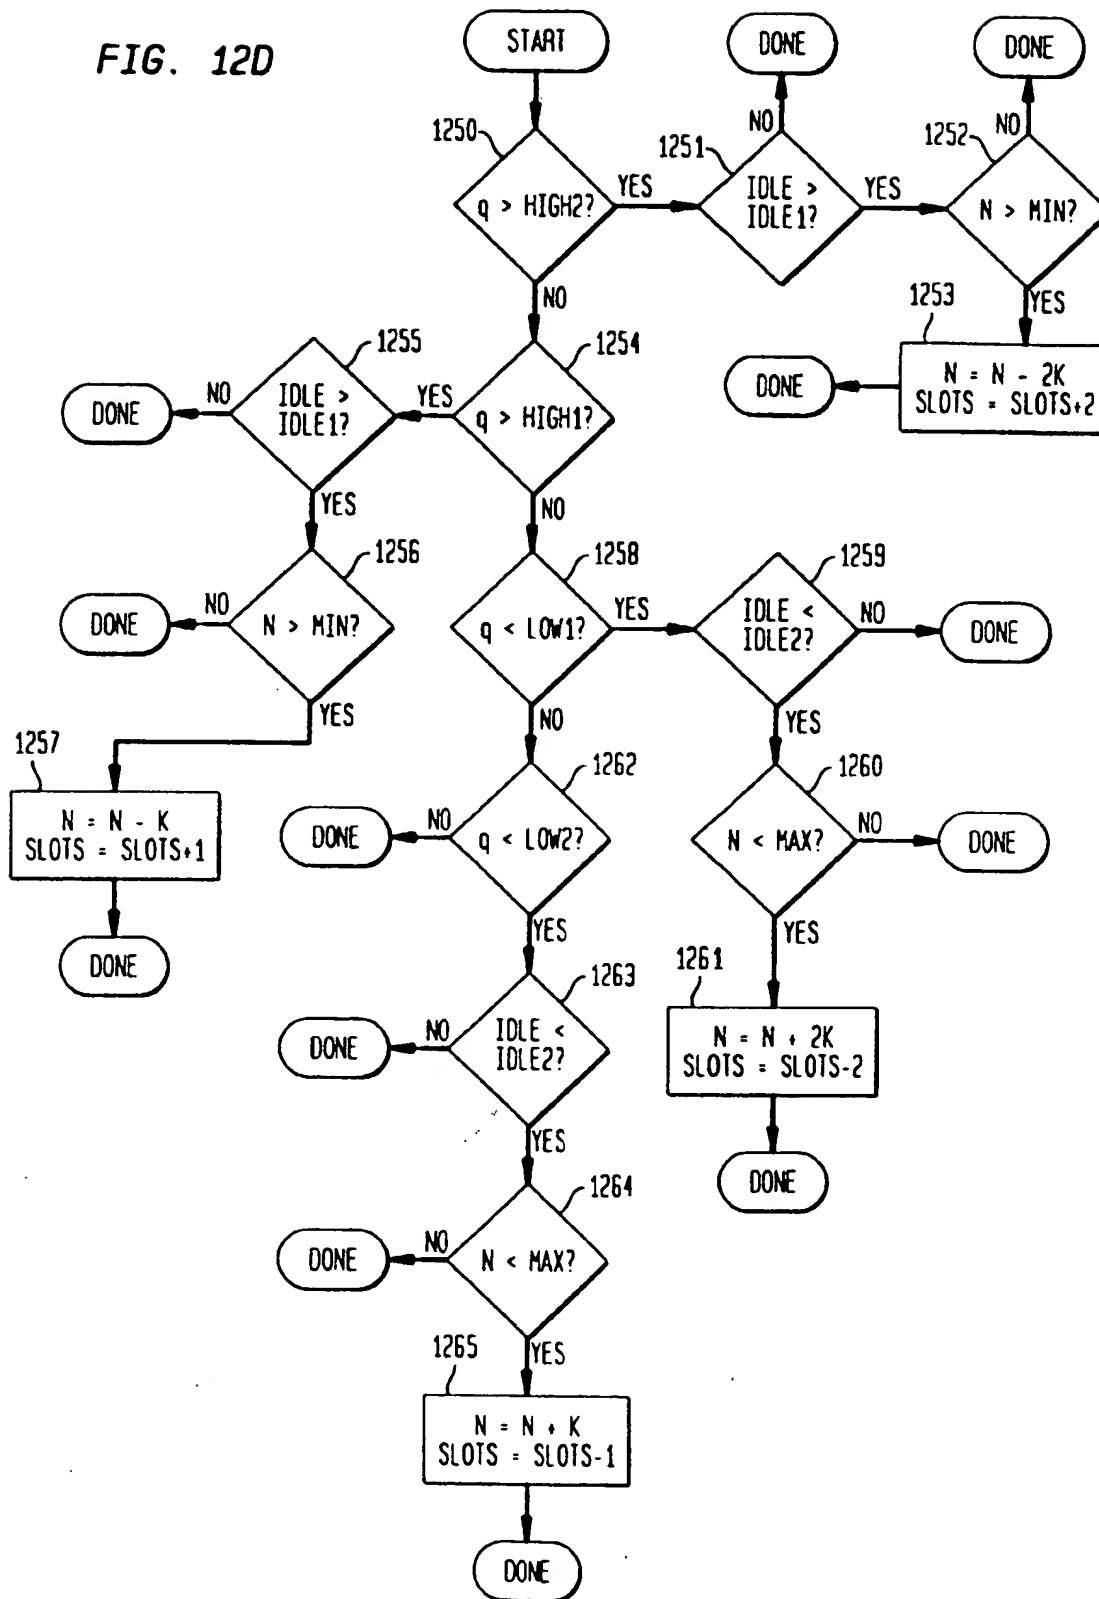 FIG. 12D
START
DONE
DONE
1250
q > HIGH2?
YES
NO
1251
IDLE >
IDLE1?
NO
YES
1252
N > MIN?
NO
YES
1253
N = N - 2K
SLOTS = SLOTS+2
DONE
1254
q > HIGH1?
YES
NO
1255
IDLE >
IDLE1?
NO
DONE
YES
1256
N > MIN?
NO
DONE
YES
1257
N = N - K
SLOTS = SLOTS+1
DONE
1258
q < LOW1?
YES
NO
1259
IDLE <
IDLE2?
NO
DONE
YES
1260
N < MAX?
NO
DONE
YES
1261
N = N + 2K
SLOTS = SLOTS-2
DONE
1262
q < LOW2?
NO
DONE
YES
1263
IDLE <
IDLE2?
NO
DONE
YES
1264
N < MAX?
NO
DONE
YES
1265
N = N + K
SLOTS = SLOTS-1
DONE